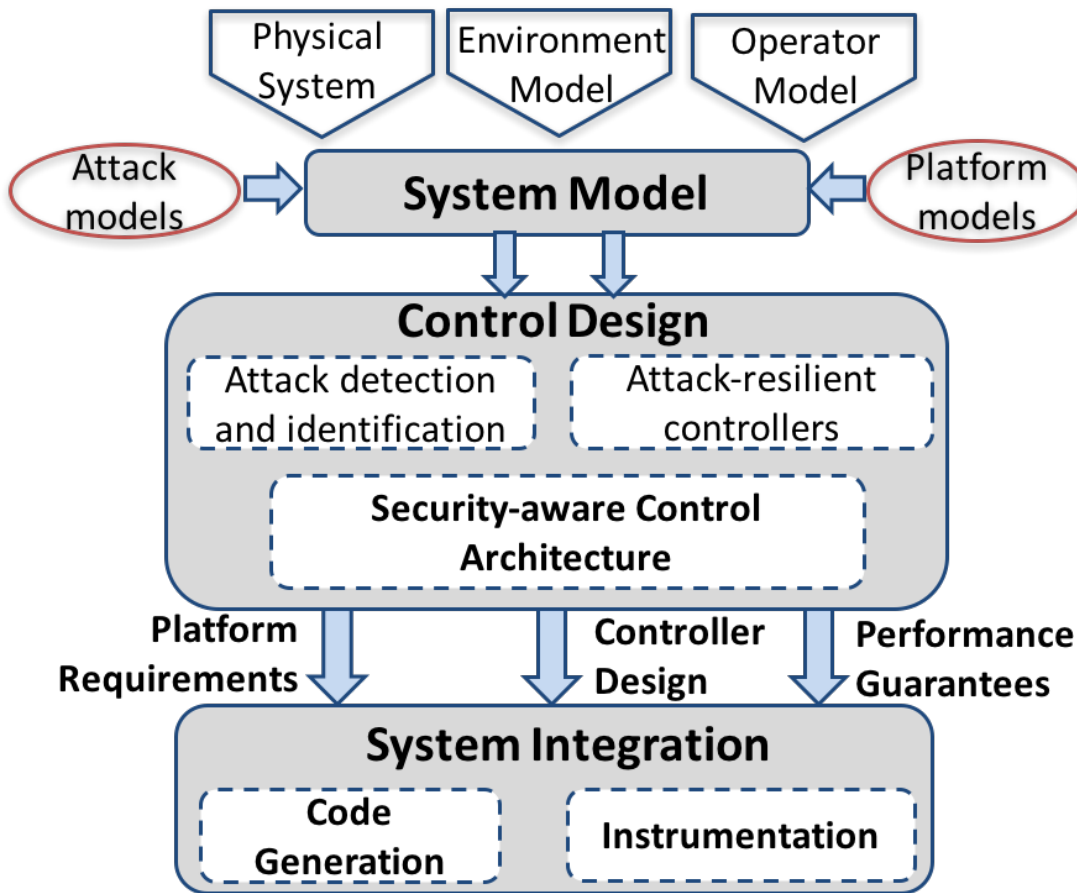 Physical
System
Environment
Model
Operator
Model
Attack
models
System Model
Platform
models
Control Design
Attack detection
and identification
Attack-resilient
controllers
Security-aware Control
Architecture
Platform
Requirements
Controller
Design
Performance
Guarantees
System Integration
Code
Generation
Instrumentation